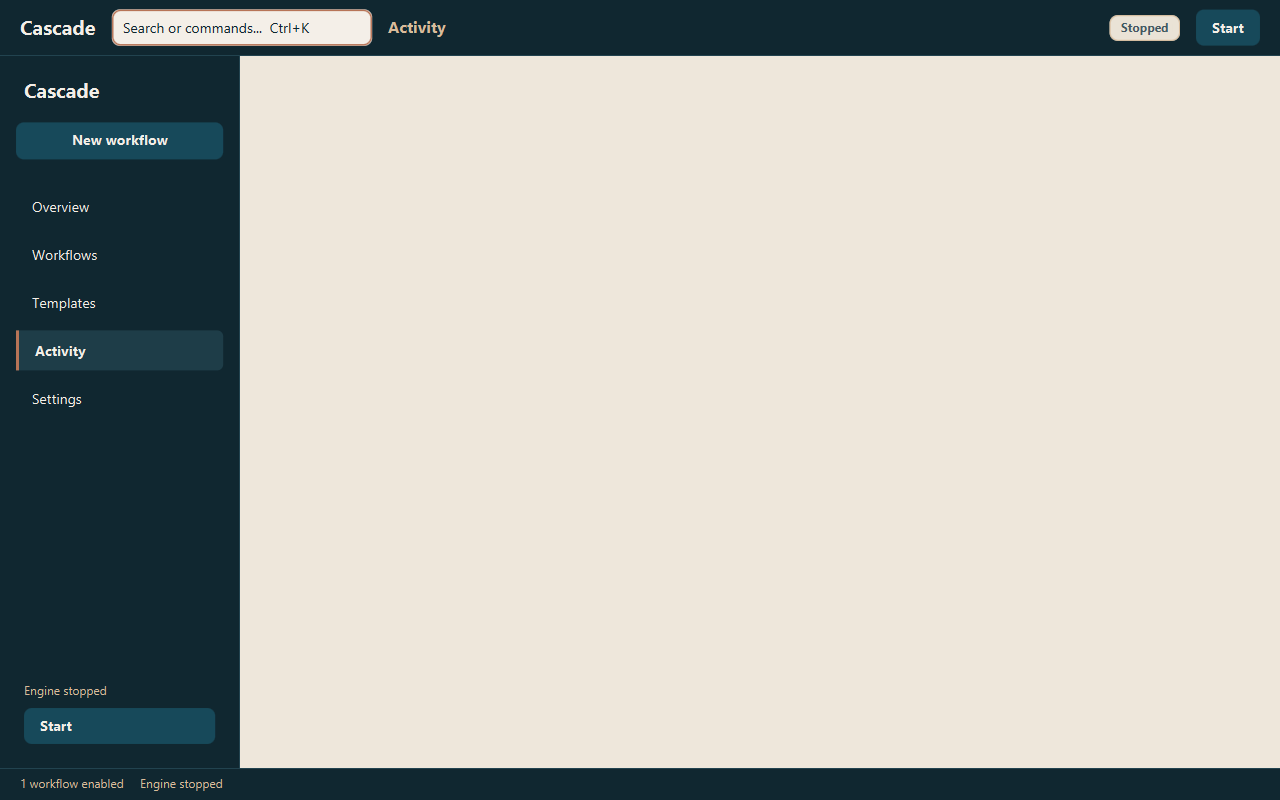 Cascade
Search or commands... Ctrl+K
Activity
Stopped
Start
Cascade
New workflow
Overview
Workflows
Templates
Activity
Settings
Engine stopped
Start
1 workflow enabled
Engine stopped